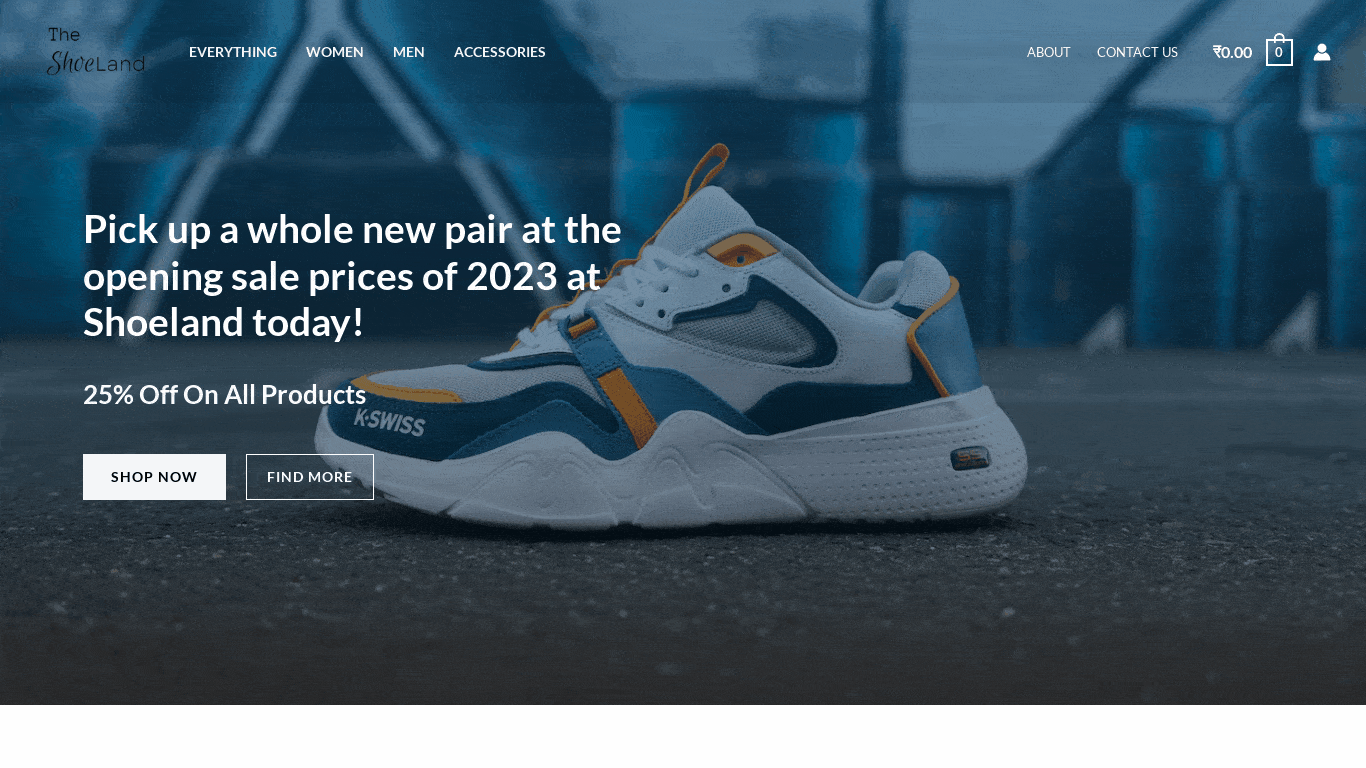 The
ShoeLand
EVERYTHING
WOMEN
MEN
ACCESSORIES
ABOUT
CONTACT US
₹0.00
0
Pick up a whole new pair at the
opening sale prices of 2023 at
Shoeland today!
25% Off On All Products
K·SWISS
SHOP NOW
FIND MORE